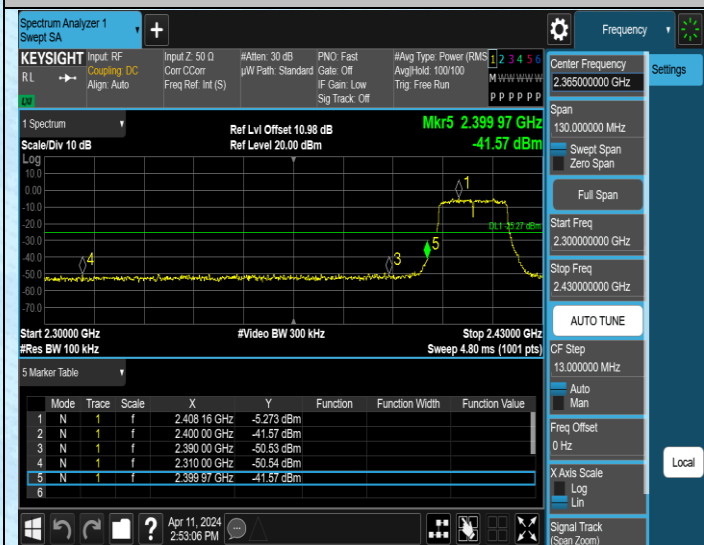 Spectrum Analyzer 1
Swept SA
+
Frequency
KEYSIGHT
Input: RF
Input Z: 50 Ω
#Atten: 30 dB
PNO: Fast
#Avg Type: Power (RMS
1 2 3 4 5 6
RL
Coupling: DC
Corr CCorr
µW Path: Standard
Gate: Off
Avg|Hold: 100/100
M W W W W W
Align: Auto
Freq Ref: Int (S)
IF Gain: Low
Trig: Free Run
Sig Track: Off
P P P P P P
LXI
1 Spectrum
Ref Lvl Offset 10.98 dB
Mkr5 2.399 97 GHz
Scale/Div 10 dB
Ref Level 20.00 dBm
-41.57 dBm
Log
10.0
0.00
-10.0
-20.0
-30.0
-40.0
-50.0
-60.0
-70.0
1
DL1 -25.27 dBm
5
4
3
Start 2.30000 GHz
#Video BW 300 kHz
Stop 2.43000 GHz
#Res BW 100 kHz
Sweep 4.80 ms (1001 pts)
5 Marker Table
Mode Trace Scale X Y Function Function Width Function Value
1 N 1 f 2.408 16 GHz -5.273 dBm
2 N 1 f 2.400 00 GHz -41.57 dBm
3 N 1 f 2.390 00 GHz -50.53 dBm
4 N 1 f 2.310 00 GHz -50.54 dBm
5 N 1 f 2.399 97 GHz -41.57 dBm
6
?
Apr 11, 2024
2:53:06 PM
Center Frequency
2.365000000 GHz
Settings
Span
130.000000 MHz
Swept Span
Zero Span
Full Span
Start Freq
2.300000000 GHz
Stop Freq
2.430000000 GHz
AUTO TUNE
CF Step
13.000000 MHz
Auto
Man
Freq Offset
0 Hz
Local
X Axis Scale
Log
Lin
Signal Track
(Span Zoom)